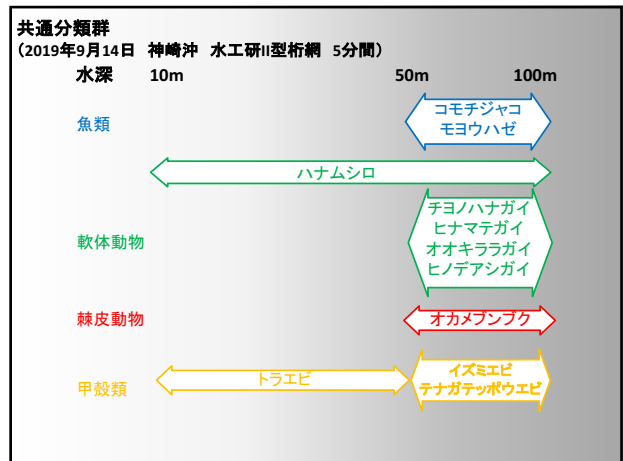 共通分類群
(2019年9月14日 神崎沖 水工研II型桁網 5分間)
水深 10m 50m 100m
魚類
コモチジャコ
モヨウハゼ
ハナムシロ
軟体動物
チヨノハナガイ
ヒナマテガイ
オオキララガイ
ヒノデアシガイ
棘皮動物
オカメブンブク
甲殻類
トラエビ
イズミエビ
テナガテッポウエビ